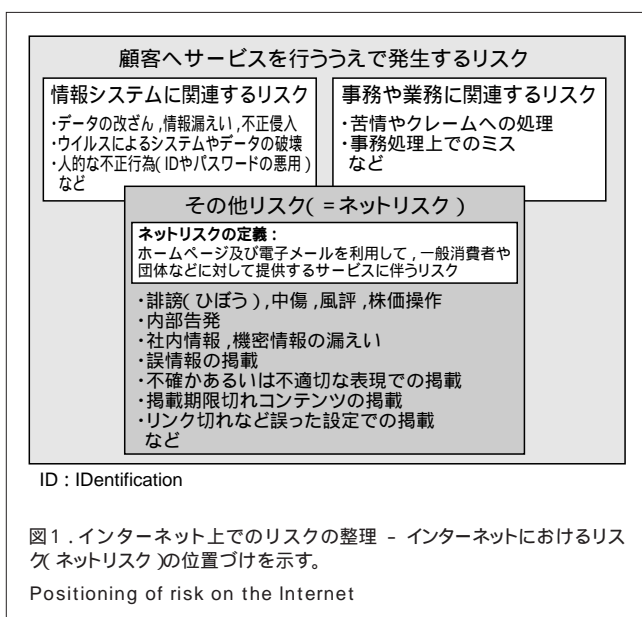 顧客へサービスを行ううえで発生するリスク
情報システムに関連するリスク
・データの改ざん,情報漏えい,不正侵入
・ウイルスによるシステムやデータの破壊
・人的な不正行為(IDやパスワードの悪用)
など
事務や業務に関連するリスク
・苦情やクレームへの処理
・事務処理上でのミス
など
その他リスク(=ネットリスク)
ネットリスクの定義:
ホームページ及び電子メールを利用して,一般消費者や
団体などに対して提供するサービスに伴うリスク
・誹謗(ひぼう),中傷,風評,株価操作
・内部告発
・社内情報,機密情報の漏えい
・誤情報の掲載
・不確かあるいは不適切な表現での掲載
・掲載期限切れコンテンツの掲載
・リンク切れなど誤った設定での掲載
など
ID:IDentification
図1.インターネット上でのリスクの整理 − インターネットにおけるリス
ク(ネットリスク)の位置づけを示す。
Positioning of risk on the Internet